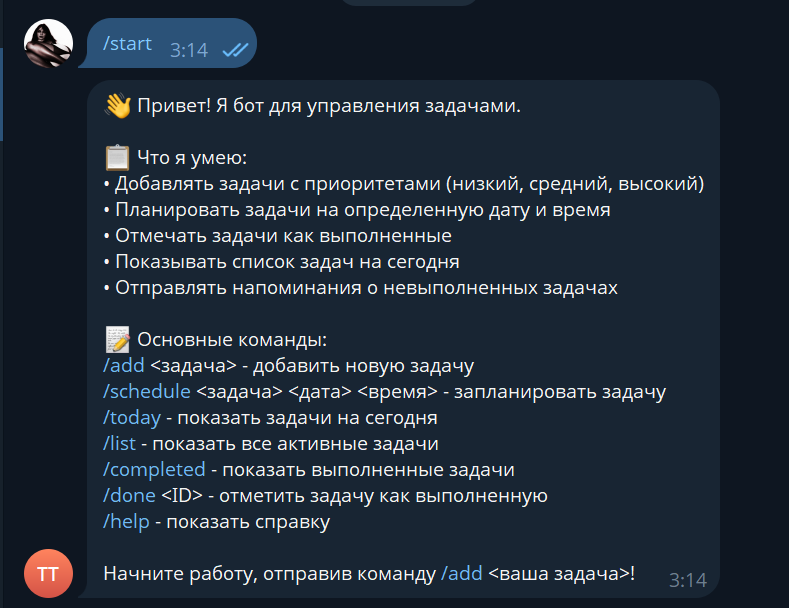 /start 3:14
👋 Привет! Я бот для управления задачами.
📋 Что я умею:
• Добавлять задачи с приоритетами (низкий, средний, высокий)
• Планировать задачи на определенную дату и время
• Отмечать задачи как выполненные
• Показывать список задач на сегодня
• Отправлять напоминания о невыполненных задачах
📝 Основные команды:
/add <задача> - добавить новую задачу
/schedule <задача> <дата> <время> - запланировать задачу
/today - показать задачи на сегодня
/list - показать все активные задачи
/completed - показать выполненные задачи
/done <ID> - отметить задачу как выполненную
/help - показать справку
Начните работу, отправив команду /add <ваша задача>! 3:14
TT